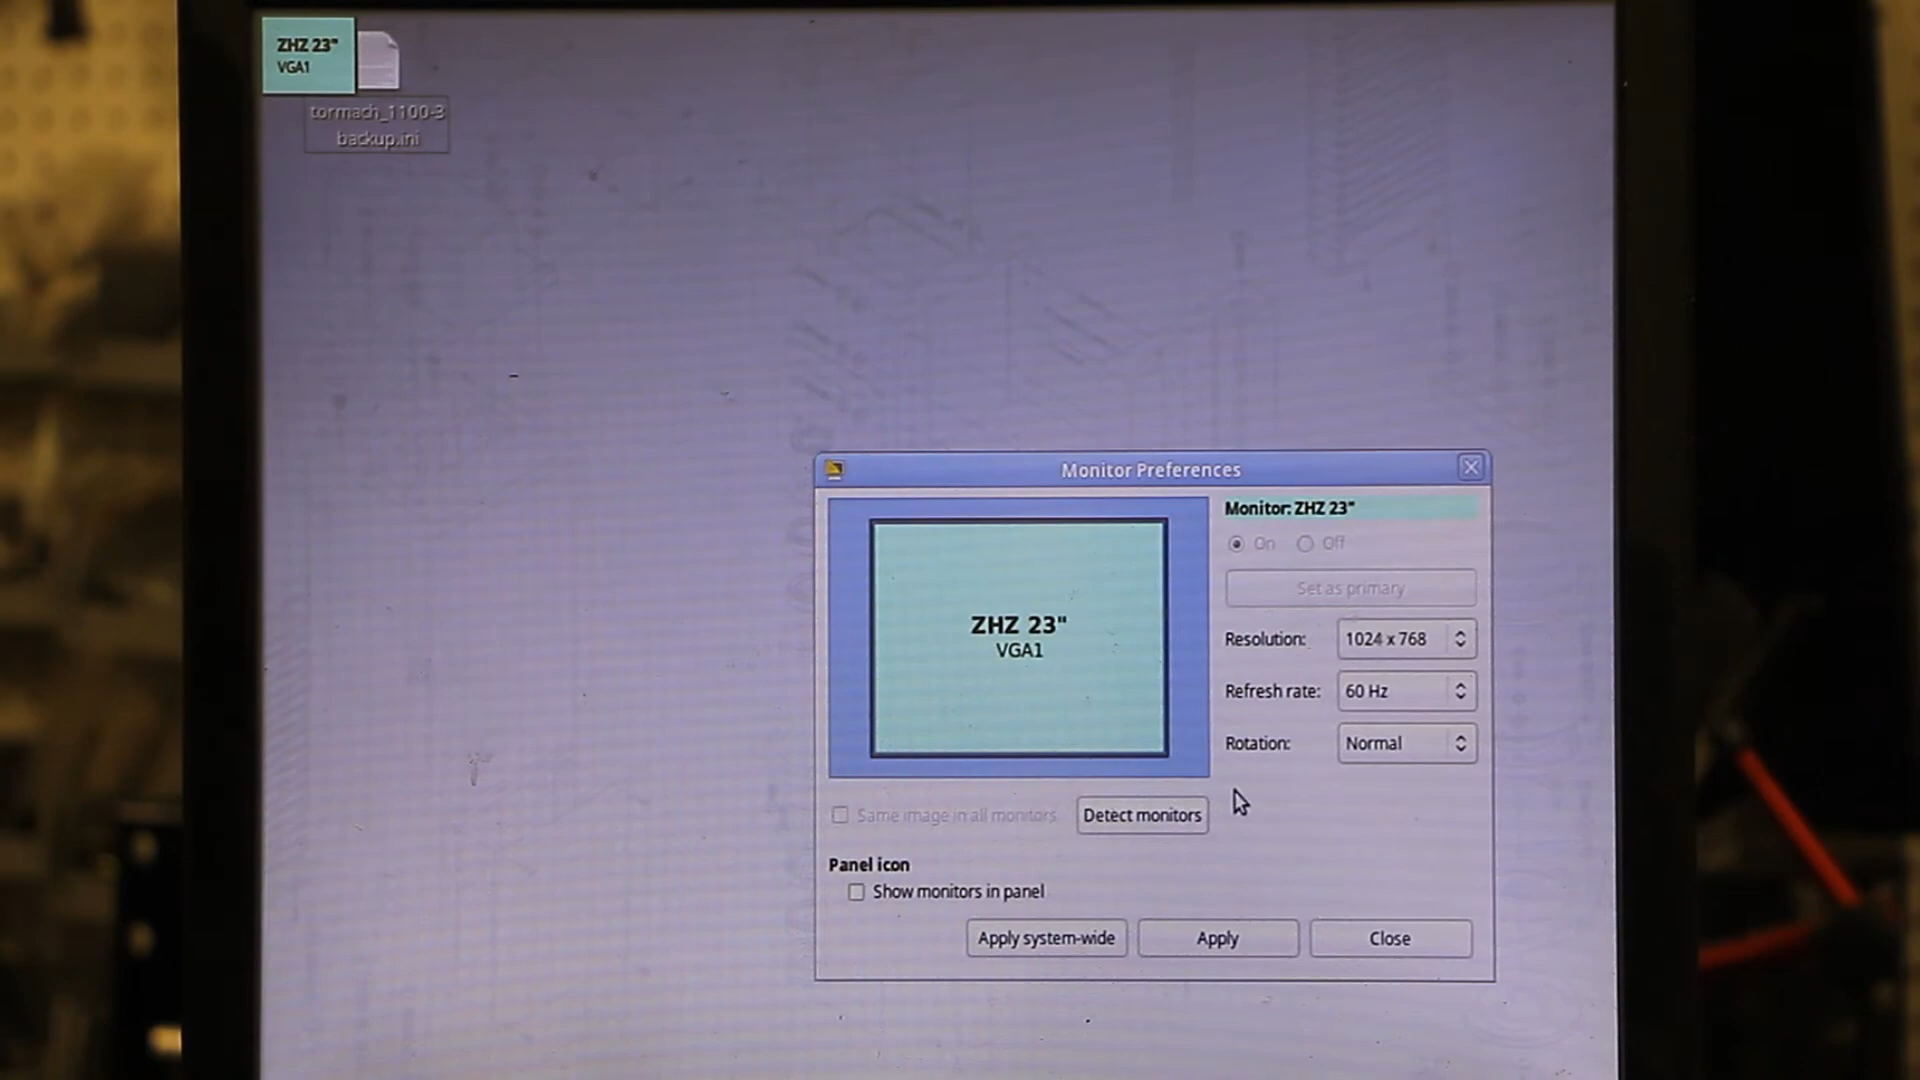 ZHZ 23"
VGA1
tormach_1100-3
backup.ini
Monitor Preferences
ZHZ 23"
VGA1
Monitor: ZHZ 23"
On
Off
Set as primary
Resolution: 1024 x 768
Refresh rate: 60 Hz
Rotation: Normal
Same image in all monitors
Detect monitors
Panel icon
Show monitors in panel
Apply system-wide
Apply
Close